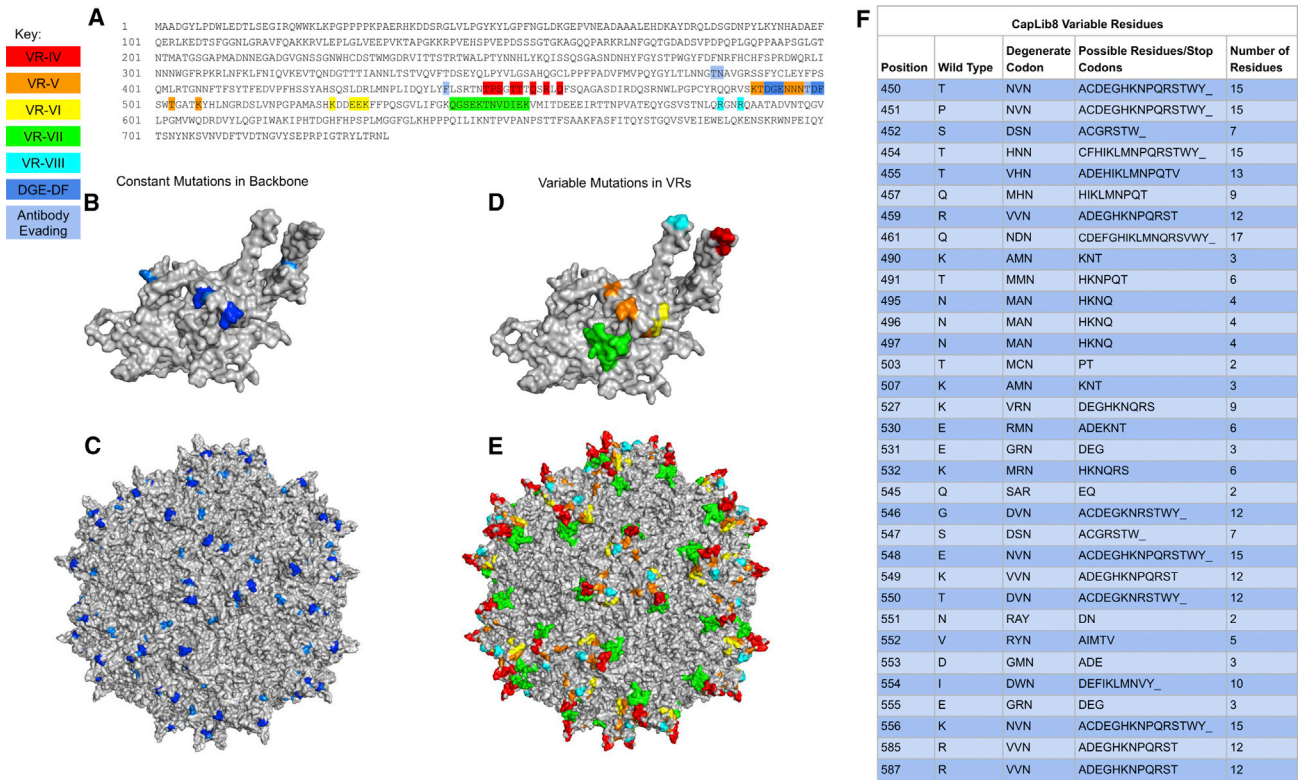 A
Key:
VR-IV
VR-V
VR-VI
VR-VII
VR-VIII
DGE-DF
Antibody
Evading
1 MAADGYLPDWLEDTLSEGIRQWWKLKPGPPPPKPAERHKDDSRGLVLPGYKYLGPFNGLDKGEPVNEADAAALEHDKAYDRQLDSGDNPYLKYNHADAEF
101 QERLKEDTSFGGNLGRAVFQAKKRVLEPLGLVEEPVKTAPGKKRPVEHSPVEPDSSSGTGKAGQQPARKRLNFGQTGDADSVPDPQPLGQPPAAPSGLGT
201 NTMATGSGAPMADNNEGADGVGNSSGNWHCDSTWMGDRVITTSTRTWALPTYNNHLYKQISSQSGASNDNHYFGYSTPWGYFDFNRFHCHFSPRDWQRLI
301 NNNWGFRPKRLNFKLFNIQVKEVTQNDGTTTIANNLTSTVQVFTDSEYQLPYVLGSAHQGCLPPFPADVFMVPQYGYLTLNNGTNAVGRSSFYCLEYFPS
401 QMLRTGNNFTFSYTFEDVPFHSSYAHSQSLDRLMNPLIDQYLYFLSRTNTPSGTTTQSRLQFSQAGASDIRDQSRNWLPGPCYRQQRVSKTDGENNNTDF
501 SWTGATKYHLNGRDSLVNPGPAMASHKDDEEKFFPQSGVLIFGKQGSEKTNVDIEKVMITDEEEIRTTNPVATEQYGSVSTNLQRGNRQAATADVNTQGV
601 LPGMVWQDRDVYLQGPIWAKIPHTDGHFHPSPLMGGFGLKHPPPQILIKNTPVPANPSTTFSAAKFASFITQYSTGQVSVEIEWELQKENSKRWNPEIQY
701 TSNYNKSVNVDFTVDTNGVYSEPRPIGTRYLTRNL
Constant Mutations in Backbone
B
C
Variable Mutations in VRs
D
E
F
CapLib8 Variable Residues
Position Wild Type Degenerate Codon Possible Residues/Stop Codons Number of Residues
450 T NVN ACDEGHKNPQRSTWY_ 15
451 P NVN ACDEGHKNPQRSTWY_ 15
452 S DSN ACGRSTW_ 7
454 T HNN CFHIKLMNPQRSTWY_ 15
455 T VHN ADEHIKLMNPQTV 13
457 Q MHN HIKLMNPQT 9
459 R VVN ADEGHKNPQRST 12
461 Q NDN CDEFGHIKLMNQRSVWY_ 17
490 K AMN KNT 3
491 T MMN HKNPQT 6
495 N MAN HKNQ 4
496 N MAN HKNQ 4
497 N MAN HKNQ 4
503 T MCN PT 2
507 K AMN KNT 3
527 K VRN DEGHKNQRS 9
530 E RMN ADEKNT 6
531 E GRN DEG 3
532 K MRN HKNQRS 6
545 Q SAR EQ 2
546 G DVN ACDEGKNRSTWY_ 12
547 S DSN ACGRSTW_ 7
548 E NVN ACDEGHKNPQRSTWY_ 15
549 K VVN ADEGHKNPQRST 12
550 T DVN ACDEGKNRSTWY_ 12
551 N RAY DN 2
552 V RYN AIMTV 5
553 D GMN ADE 3
554 I DWN DEFIKLMNVY_ 10
555 E GRN DEG 3
556 K NVN ACDEGHKNPQRSTWY_ 15
585 R VVN ADEGHKNPQRST 12
587 R VVN ADEGHKNPQRST 12